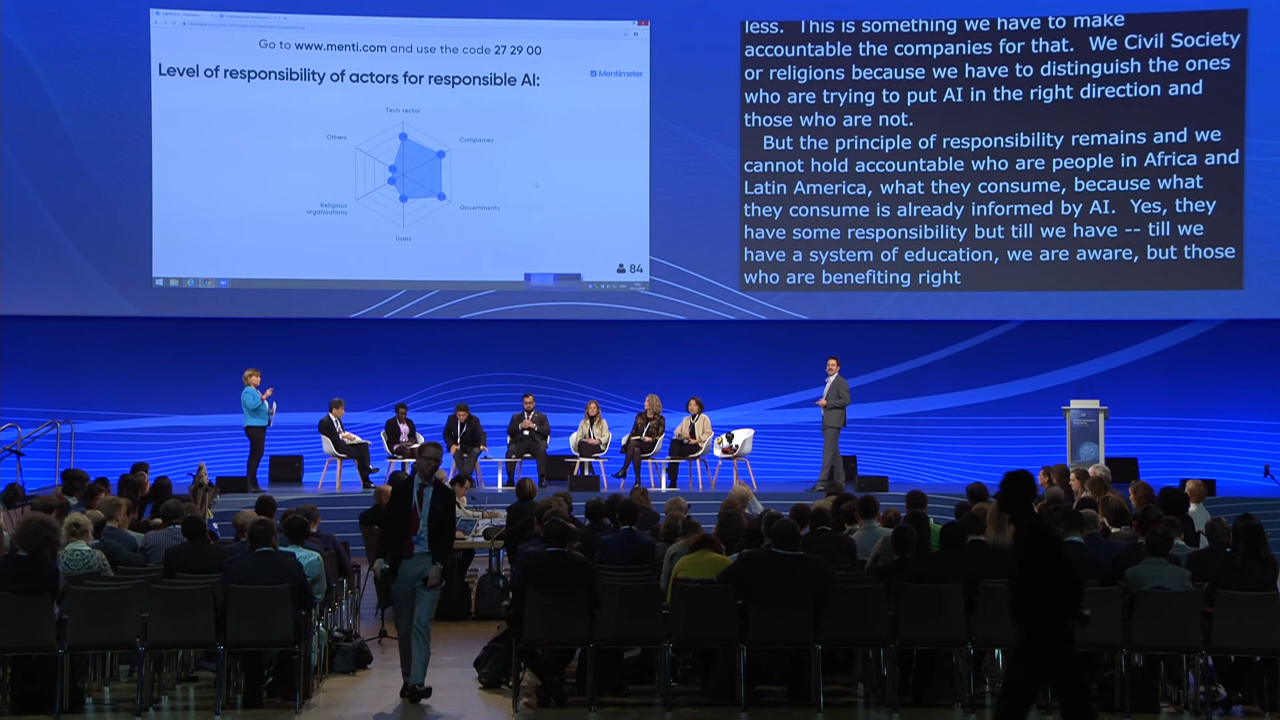 Go to www.menti.com and use the code 27 29 00
Level of responsibility of actors for responsible AI:
Mentimeter
Tech sector
Others
Companies
Religious
organisations
Governments
Users
84
less. This is something we have to make
accountable the companies for that. We Civil Society
or religions because we have to distinguish the ones
who are trying to put AI in the right direction and
those who are not.
But the principle of responsibility remains and we
cannot hold accountable who are people in Africa and
Latin America, what they consume, because what
they consume is already informed by AI. Yes, they
have some responsibility but till we have -- till we
have a system of education, we are aware, but those
who are benefiting right